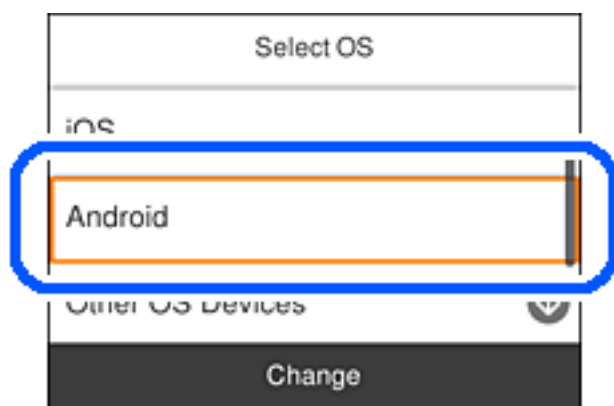 Select OS
iOS
Android
Other OS Devices
Change